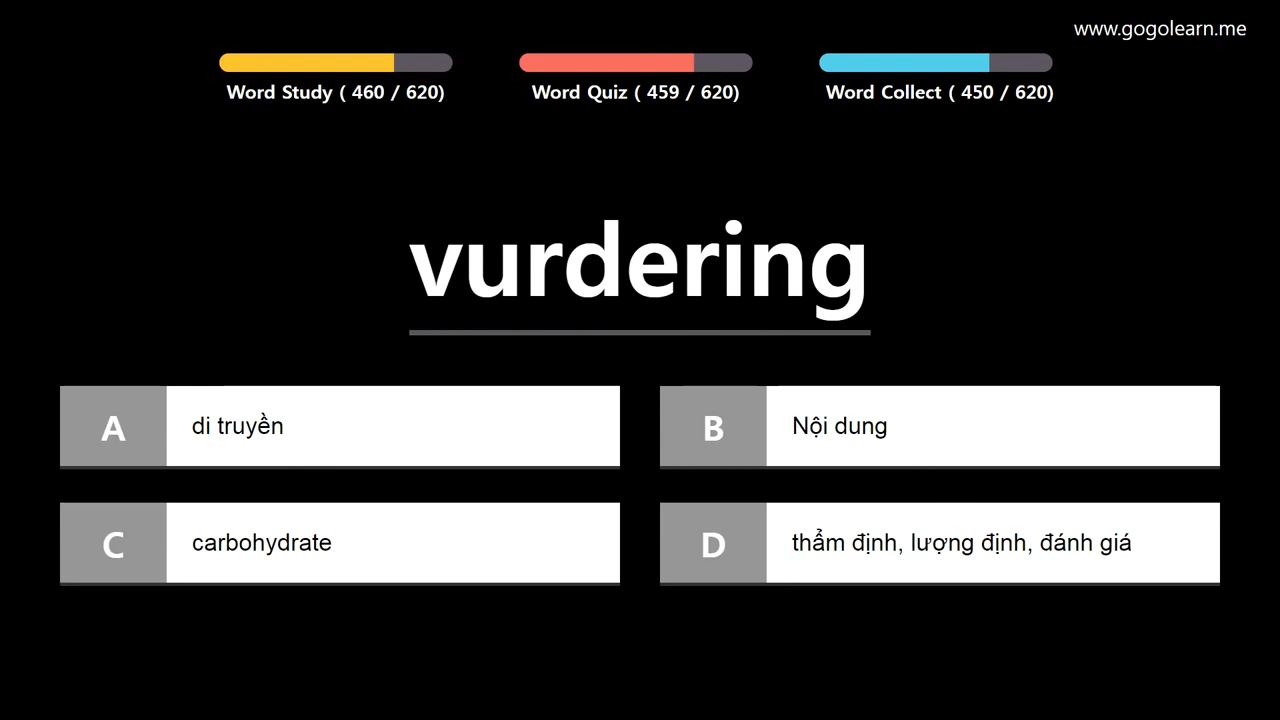 www.gogolearn.me
Word Study ( 460 / 620)
Word Quiz ( 459 / 620)
Word Collect ( 450 / 620)
vurdering
A
di truyền
B
Nội dung
C
carbohydrate
D
thẩm định, lượng định, đánh giá